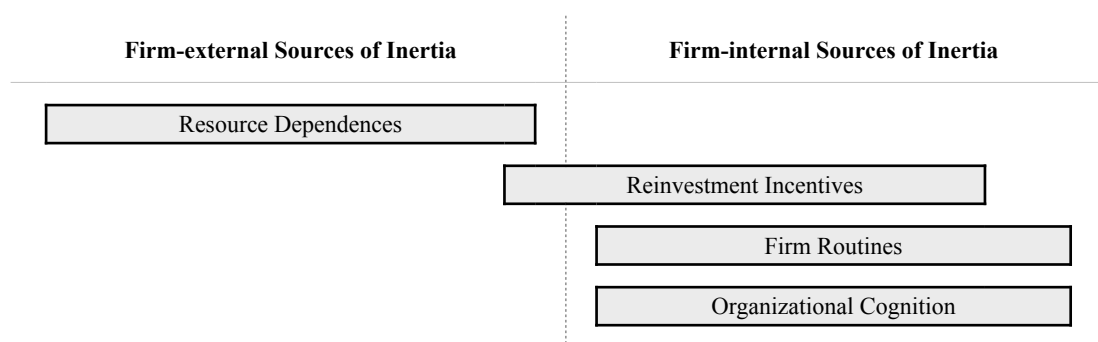 Firm-external Sources of Inertia
Firm-internal Sources of Inertia
Resource Dependences
Reinvestment Incentives
Firm Routines
Organizational Cognition